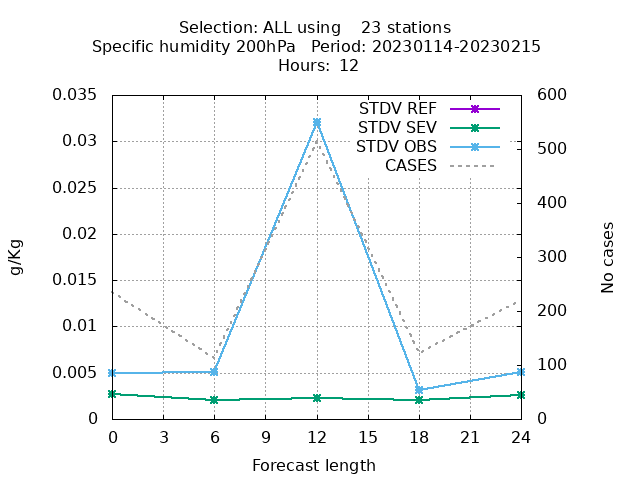 Selection: ALL using    23 stations
Specific humidity 200hPa   Period: 20230114-20230215
Hours: 12
0.035
0.03
0.025
0.02
0.015
0.01
0.005
0
g/Kg
STDV REF
STDV SEV
STDV OBS
CASES
600
500
400
300
200
100
0
No cases
0 3 6 9 12 15 18 21 24
Forecast length